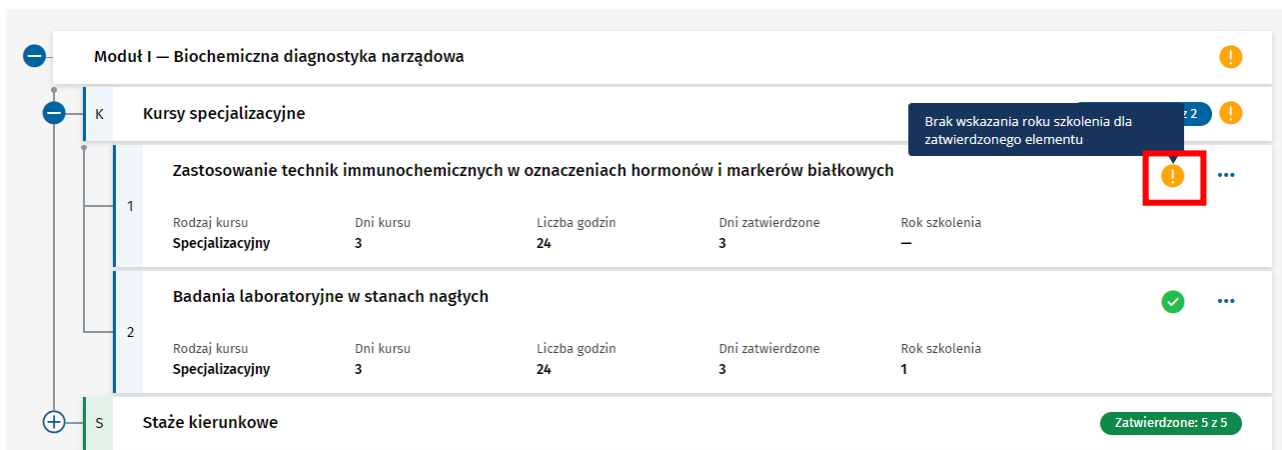 Moduł I — Biochemiczna diagnostyka narządowa
K
Kursy specjalizacyjne
z 2
Brak wskazania roku szkolenia dla
zatwierdzonego elementu
1
Zastosowanie technik immunochemicznych w oznaczeniach hormonów i markerów białkowych
Rodzaj kursu Dni kursu Liczba godzin Dni zatwierdzone Rok szkolenia
Specjalizacyjny 3 24 3 —
2
Badania laboratoryjne w stanach nagłych
Rodzaj kursu Dni kursu Liczba godzin Dni zatwierdzone Rok szkolenia
Specjalizacyjny 3 24 3 1
S
Staże kierunkowe
Zatwierdzone: 5 z 5